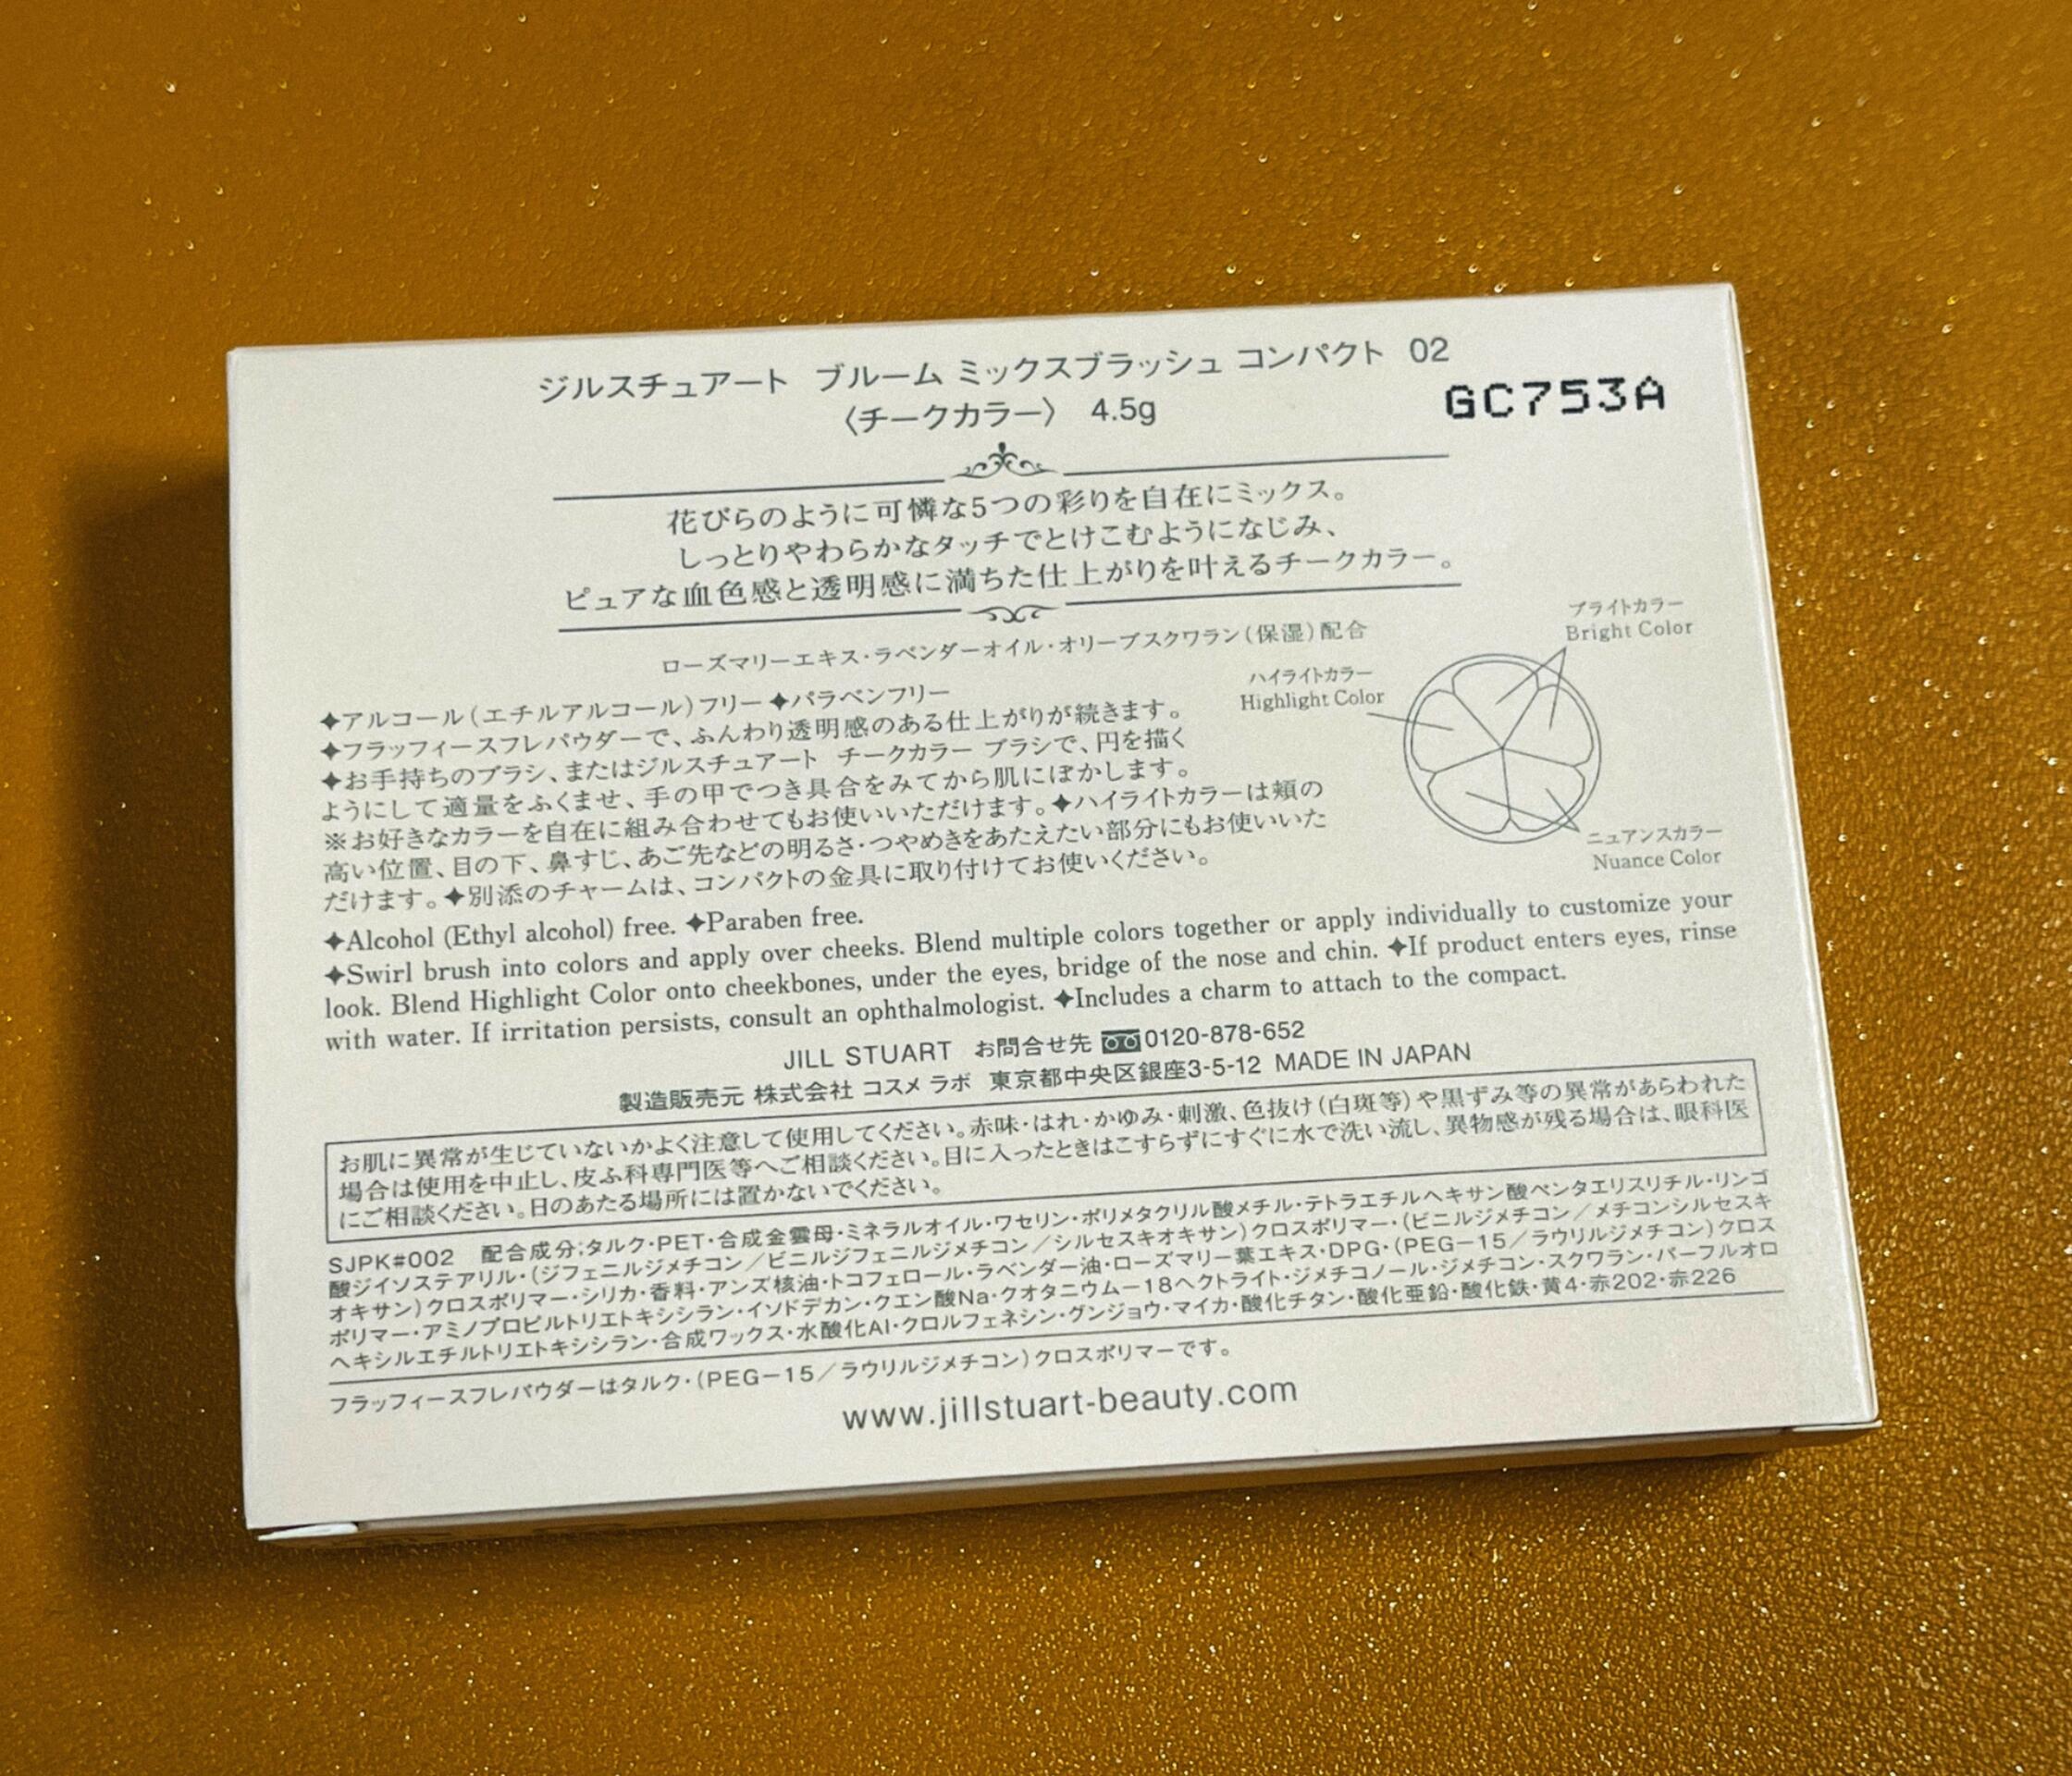 ジルスチュアート ブルーム ミックスブラッシュ コンパクト 02
〈チークカラー〉 4.5g
GC753A
花びらのように可憐な5つの彩りを自在にミックス。
しっとりやわらかなタッチでとけこむようになじみ、
ピュアな血色感と透明感に満ちた仕上がりを叶えるチークカラー。
ローズマリーエキス・ラベンダーオイル・オリーブスクワラン(保湿)配合
ブライトカラー
Bright Color
ハイライトカラー
Highlight Color
ニュアンスカラー
Nuance Color
✦アルコール(エチルアルコール)フリー✦パラベンフリー
✦フラッフィースフレパウダーで、ふんわり透明感のある仕上がりが続きます。
✦お手持ちのブラシ、またはジルスチュアート チークカラー ブラシで、円を描く
ようにして適量をふくませ、手の甲でつき具合をみてから肌にぼかします。
※お好きなカラーを自在に組み合わせてもお使いいただけます。✦ハイライトカラーは頬の
高い位置、目の下、鼻すじ、あご先などの明るさ・つやめきをあたえたい部分にもお使いいた
だけます。✦別添のチャームは、コンパクトの金具に取り付けてお使いください。
✦Alcohol (Ethyl alcohol) free. ✦Paraben free.
✦Swirl brush into colors and apply over cheeks. Blend multiple colors together or apply individually to customize your
look. Blend Highlight Color onto cheekbones, under the eyes, bridge of the nose and chin. ✦If product enters eyes, rinse
with water. If irritation persists, consult an ophthalmologist. ✦Includes a charm to attach to the compact.
JILL STUART お問合せ先 0120-878-652
製造販売元 株式会社 コスメ ラボ 東京都中央区銀座3-5-12 MADE IN JAPAN
お肌に異常が生じていないかよく注意して使用してください。赤味・はれ・かゆみ・刺激、色抜け(白斑等)や黒ずみ等の異常があらわれた
場合は使用を中止し、皮ふ科専門医等へご相談ください。目に入ったときはこすらずにすぐに水で洗い流し、異物感が残る場合は、眼科医
にご相談ください。日のあたる場所には置かないでください。
SJPK#002 配合成分;タルク・PET・合成金雲母・ミネラルオイル・ワセリン・ポリメタクリル酸メチル・テトラエチルヘキサン酸ペンタエリスリチル・リンゴ
酸ジイソステアリル・(ジフェニルジメチコン/ビニルジフェニルジメチコン/シルセスキオキサン)クロスポリマー・(ビニルジメチコン/メチコンシルセスキ
オキサン)クロスポリマー・シリカ・香料・アンズ核油・トコフェロール・ラベンダー油・ローズマリー葉エキス・DPG・(PEG-15/ラウリルジメチコン)クロス
ポリマー・アミノプロピルトリエトキシシラン・イソドデカン・クエン酸Na・クオタニウム-18ヘクトライト・ジメチコノール・ジメチコン・スクワラン・パーフルオロ
ヘキシルエチルトリエトキシシラン・合成ワックス・水酸化Al・クロルフェネシン・グンジョウ・マイカ・酸化チタン・酸化亜鉛・酸化鉄・黄4・赤202・赤226
フラッフィースフレパウダーはタルク・(PEG-15/ラウリルジメチコン)クロスポリマーです。
www.jillstuart-beauty.com